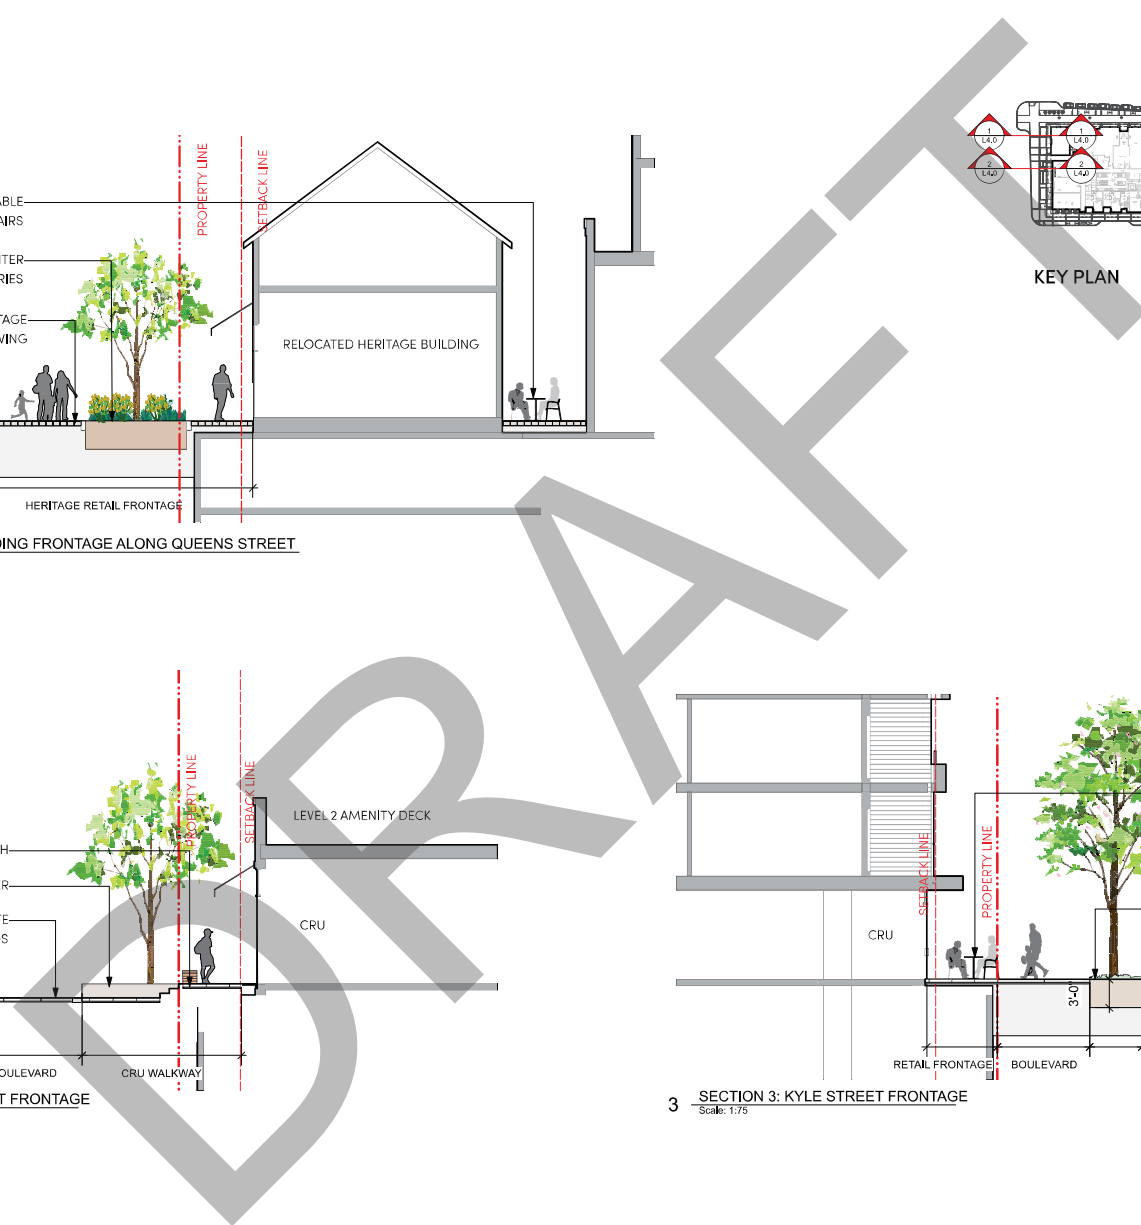 ABLE
AIRS
PROPERTY LINE
SETBACK LINE
TER
RIES
TAGE
VING
RELOCATED HERITAGE BUILDING
HERITAGE RETAIL FRONTAGE
DING FRONTAGE ALONG QUEENS STREET
1
L4.0
1
L4.0
2
L4.0
2
L4.0
KEY PLAN
DRAFT
PROPERTY LINE
SETBACK LINE
LEVEL 2 AMENITY DECK
H
ER
TE
GS
CRU
OULEVARD
CRU WALKWAY
T FRONTAGE
SETBACK LINE
PROPERTY LINE
CRU
3'-0"
RETAIL FRONTAGE
BOULEVARD
3
SECTION 3: KYLE STREET FRONTAGE
Scale: 1:75